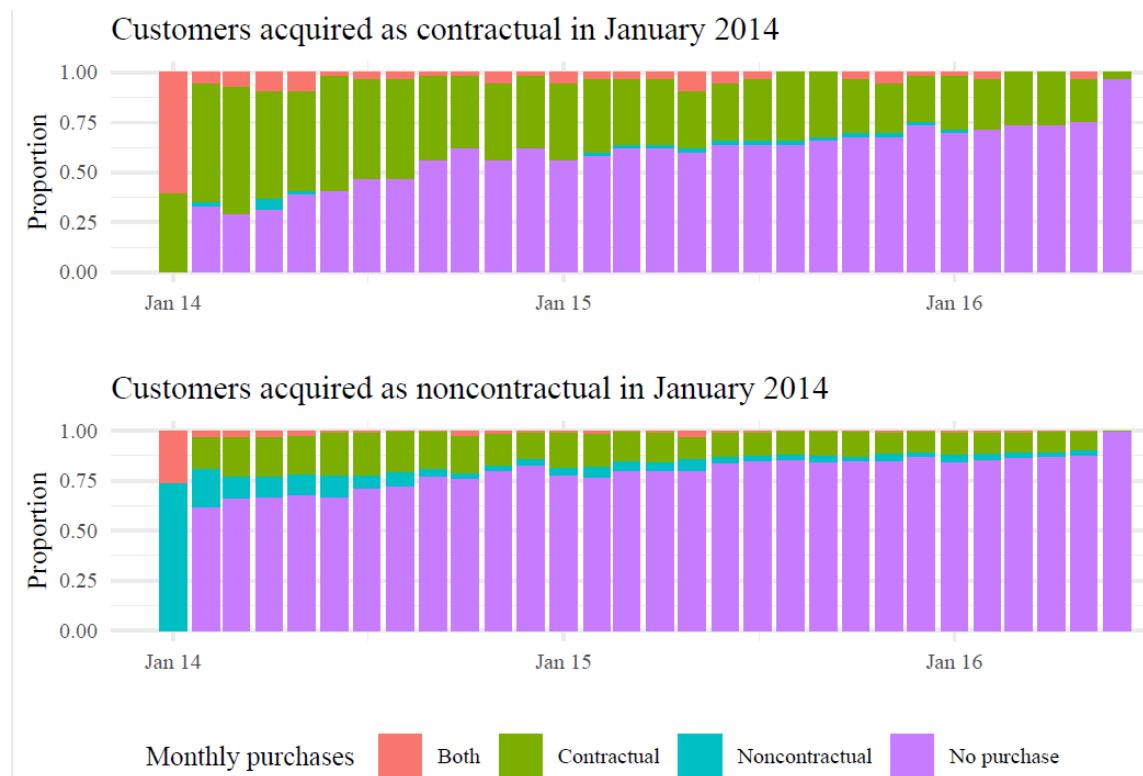 Customers acquired as contractual in January 2014
1.00
0.75
0.50
0.25
0.00
Proportion
Jan 14 Jan 15 Jan 16
Customers acquired as noncontractual in January 2014
1.00
0.75
0.50
0.25
0.00
Proportion
Jan 14 Jan 15 Jan 16
Monthly purchases Both Contractual Noncontractual No purchase